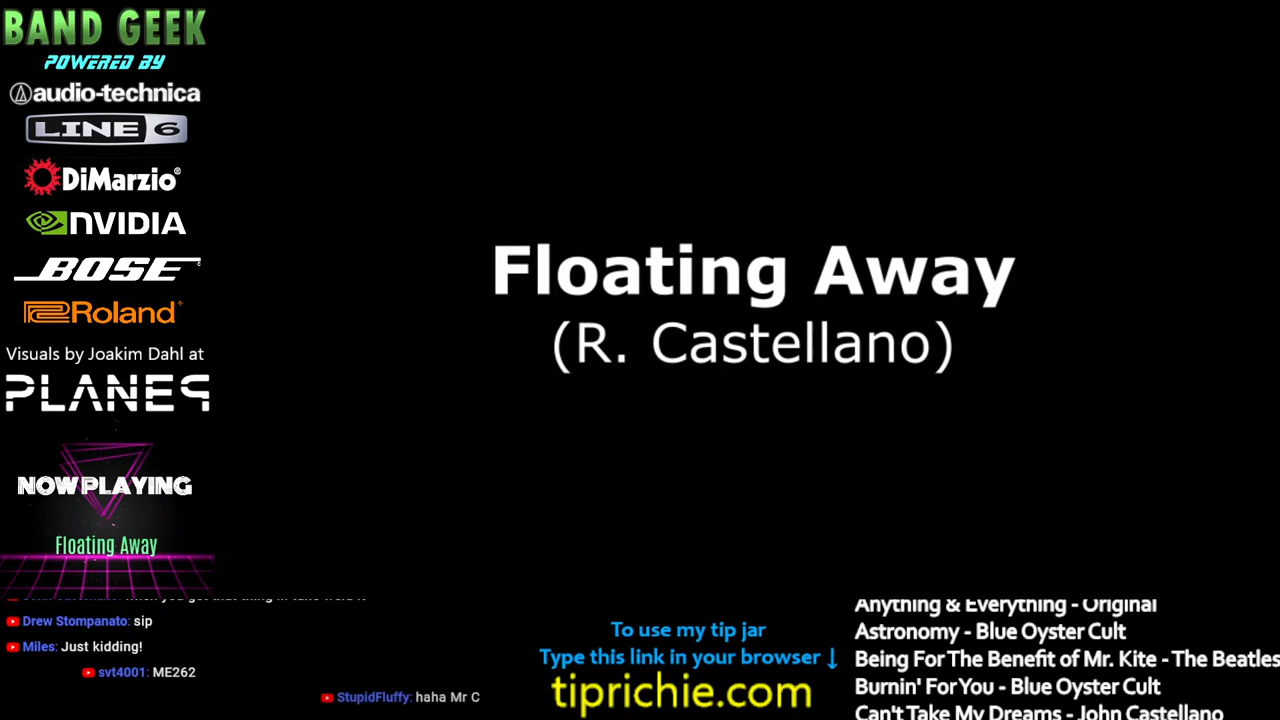 BAND GEEK
POWERED BY
audio-technica
LINE 6
DiMarzio®
NVIDIA
BOSE
Roland®
Visuals by Joakim Dahl at
PLANE9
NOW PLAYING
Floating Away
Floating Away
(R. Castellano)
Drew Stompanato: sip
Miles: Just kidding!
svt4001: ME262
StupidFluffy: haha Mr C
To use my tip jar
Type this link in your browser ↓
tiprichie.com
Anything & Everything - Original
Astronomy - Blue Oyster Cult
Being For The Benefit of Mr. Kite - The Beatles
Burnin' For You - Blue Oyster Cult
Can't Take My Dreams - John Castellano